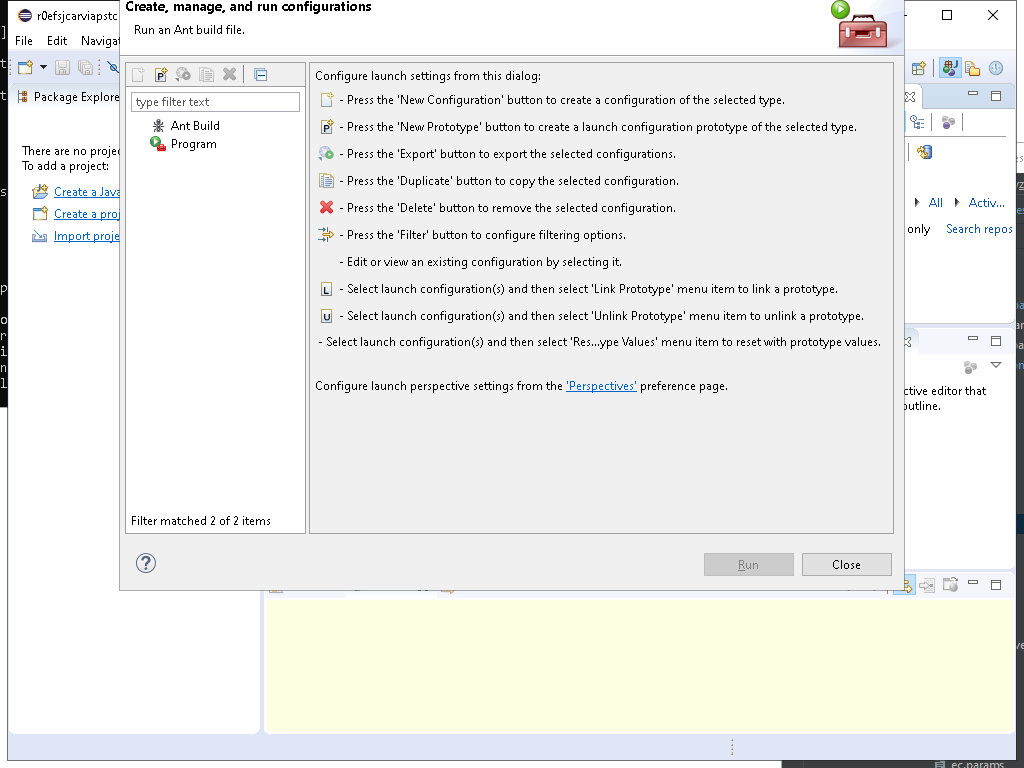 Create, manage, and run configurations
Run an Ant build file.
r0efsjcarviapstc
File Edit Navigat
Package Explore
There are no projec
To add a project:
Create a Java
Create a proj
Import proje
type filter text
Ant Build
Program
Filter matched 2 of 2 items
Configure launch settings from this dialog:
- Press the 'New Configuration' button to create a configuration of the selected type.
- Press the 'New Prototype' button to create a launch configuration prototype of the selected type.
- Press the 'Export' button to export the selected configurations.
- Press the 'Duplicate' button to copy the selected configuration.
- Press the 'Delete' button to remove the selected configuration.
- Press the 'Filter' button to configure filtering options.
- Edit or view an existing configuration by selecting it.
L - Select launch configuration(s) and then select 'Link Prototype' menu item to link a prototype.
U - Select launch configuration(s) and then select 'Unlink Prototype' menu item to unlink a prototype.
- Select launch configuration(s) and then select 'Res...ype Values' menu item to reset with prototype values.
Configure launch perspective settings from the 'Perspectives' preference page.
Run Close
All Activ...
only Search repos
ctive editor that
outline.
ec.params